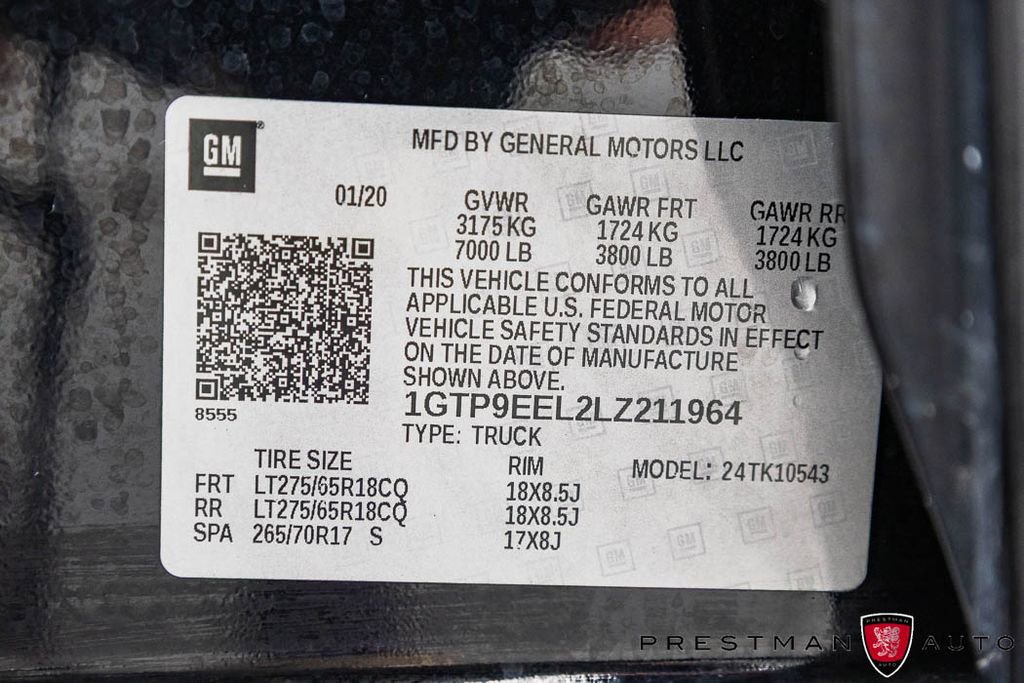 GM
MFD BY GENERAL MOTORS LLC
01/20
GVWR GAWR FRT GAWR RR
3175 KG 1724 KG 1724 KG
7000 LB 3800 LB 3800 LB
THIS VEHICLE CONFORMS TO ALL
APPLICABLE U.S. FEDERAL MOTOR
VEHICLE SAFETY STANDARDS IN EFFECT
ON THE DATE OF MANUFACTURE
SHOWN ABOVE.
8555
1GTP9EEL2LZ211964
TYPE: TRUCK
TIRE SIZE RIM MODEL: 24TK10543
FRT LT275/65R18CQ 18X8.5J
RR LT275/65R18CQ 18X8.5J
SPA 265/70R17 S 17X8J
PRESTMAN AUTO
PRESTMAN
AUTO